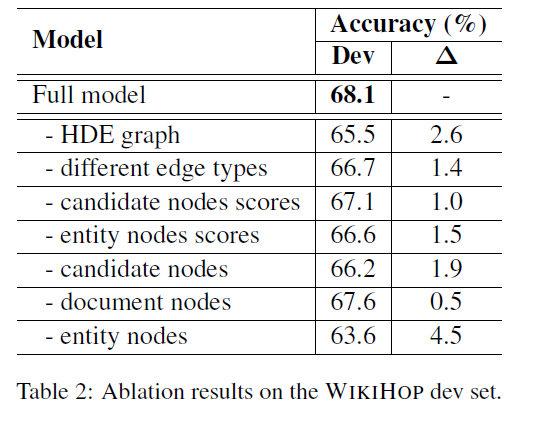 Model Accuracy (%)
Dev Δ
Full model 68.1 -
- HDE graph 65.5 2.6
- different edge types 66.7 1.4
- candidate nodes scores 67.1 1.0
- entity nodes scores 66.6 1.5
- candidate nodes 66.2 1.9
- document nodes 67.6 0.5
- entity nodes 63.6 4.5
Table 2: Ablation results on the WIKIHOP dev set.